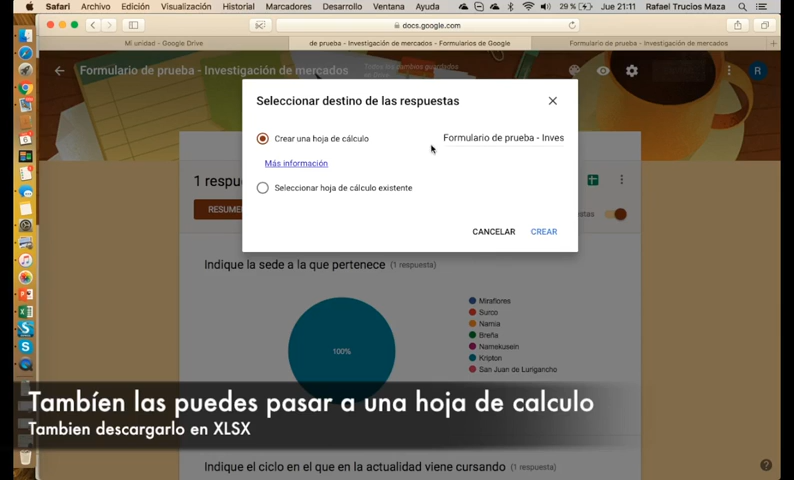 Safari Archivo Edición Visualización Historial Marcadores Desarrollo Ventana Ayuda 29 % Jue 21:11 Rafael Trucios Maza
docs.google.com
Mi unidad - Google Drive
de prueba - Investigación de mercados - Formularios de Google
Formulario de prueba - Investigación de mercados
Formulario de prueba - Investigación de mercados
R
Seleccionar destino de las respuestas
Crear una hoja de cálculo
Formulario de prueba - Inves
Más información
1 respu
Seleccionar hoja de cálculo existente
RESUME
stas
CANCELAR
CREAR
Indique la sede a la que pertenece (1 respuesta)
100%
Miraflores
Surco
Narnia
Breña
Namekusein
Kripton
San Juan de Lurigancho
Tambíen las puedes pasar a una hoja de calculo
Tambien descargarlo en XLSX
Indique el ciclo en el que en la actualidad viene cursando (1 respuesta)